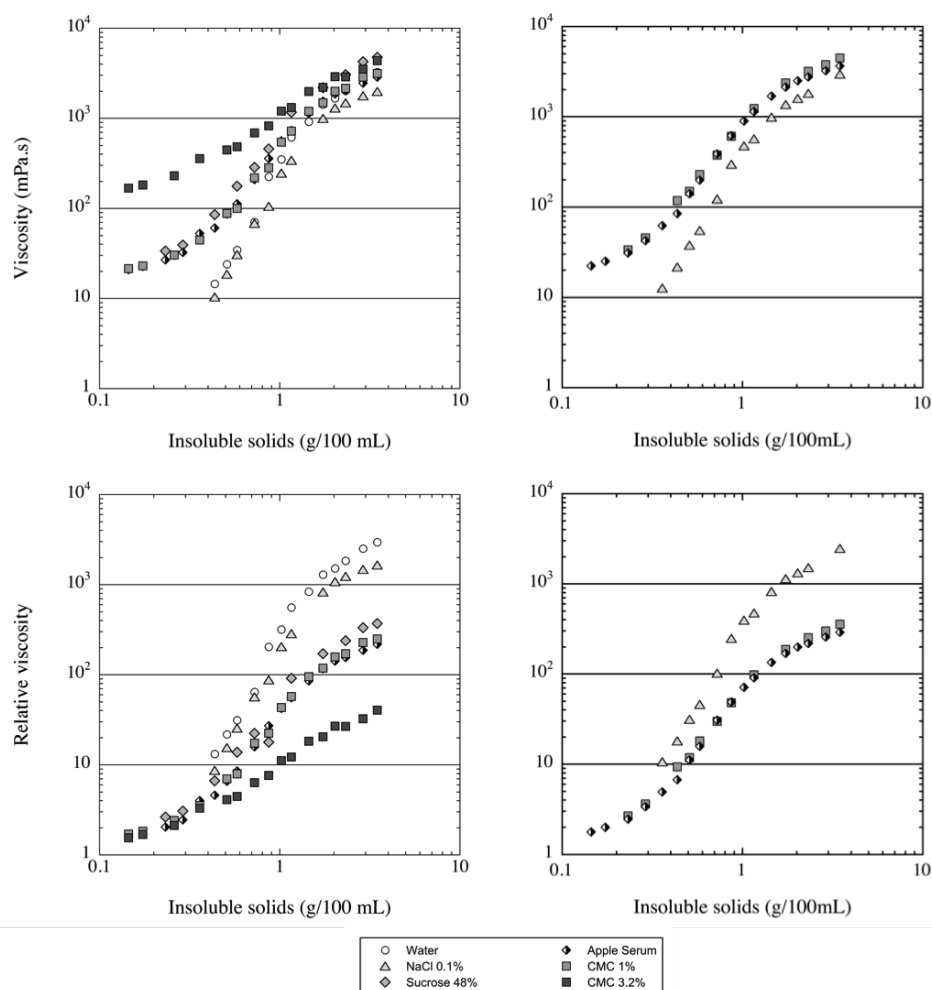 10^4
10^3
10^2
10
1
0.1 1 10
Viscosity (mPa.s)
Insoluble solids (g/100 mL)
10^4
10^3
10^2
10
1
0.1 1 10
Insoluble solids (g/100mL)
10^4
10^3
10^2
10
1
0.1 1 10
Relative viscosity
Insoluble solids (g/100 mL)
10^4
10^3
10^2
10
1
0.1 1 10
Insoluble solids (g/100mL)
Water Apple Serum
NaCl 0.1% CMC 1%
Sucrose 48% CMC 3.2%